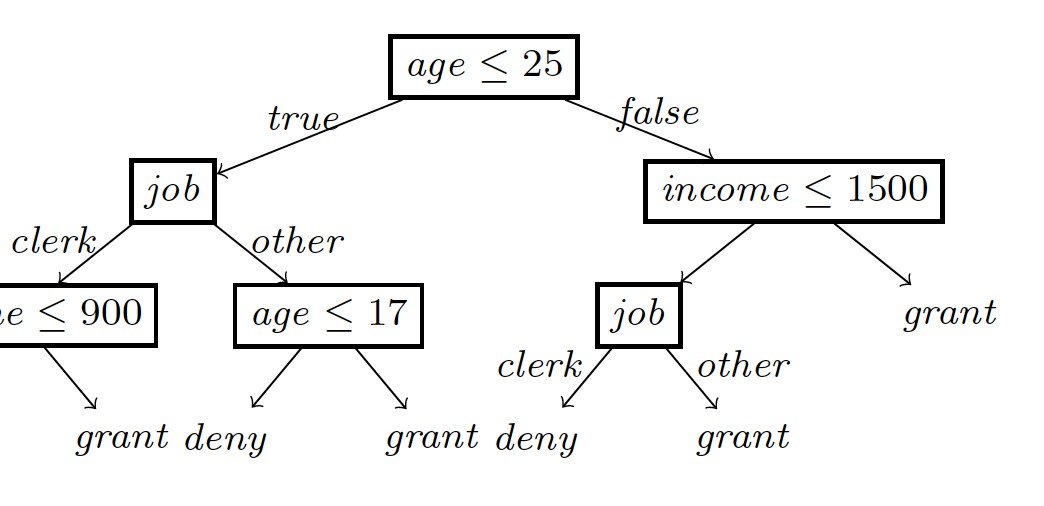 age ≤ 25
true
false
job
income ≤ 1500
clerk
other
≤ 900
age ≤ 17
job
grant
clerk
other
grant
deny
grant
deny
grant